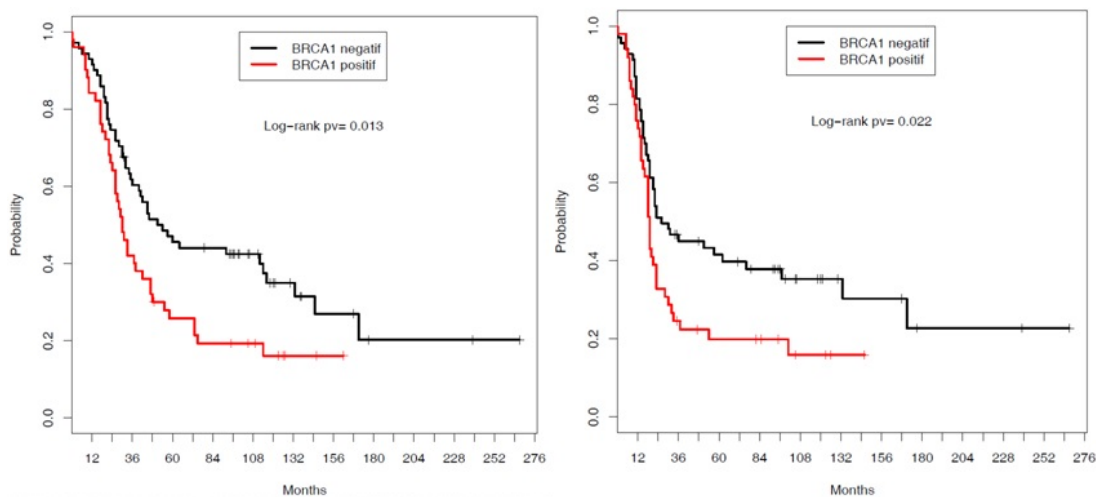 BRCA1 negatif
BRCA1 positif
Log-rank pv= 0.013
Probability
0.0 0.2 0.4 0.6 0.8 1.0
12 36 60 84 108 132 156 180 204 228 252 276
Months
BRCA1 negatif
BRCA1 positif
Log-rank pv= 0.022
Probability
0.0 0.2 0.4 0.6 0.8 1.0
12 36 60 84 108 132 156 180 204 228 252 276
Months